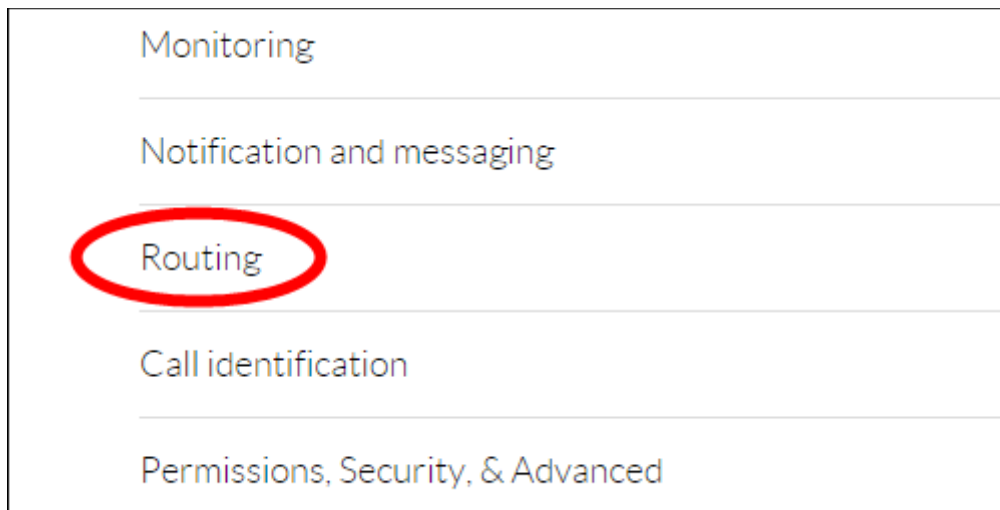 Monitoring
Notification and messaging
Routing
Call identification
Permissions, Security, & Advanced